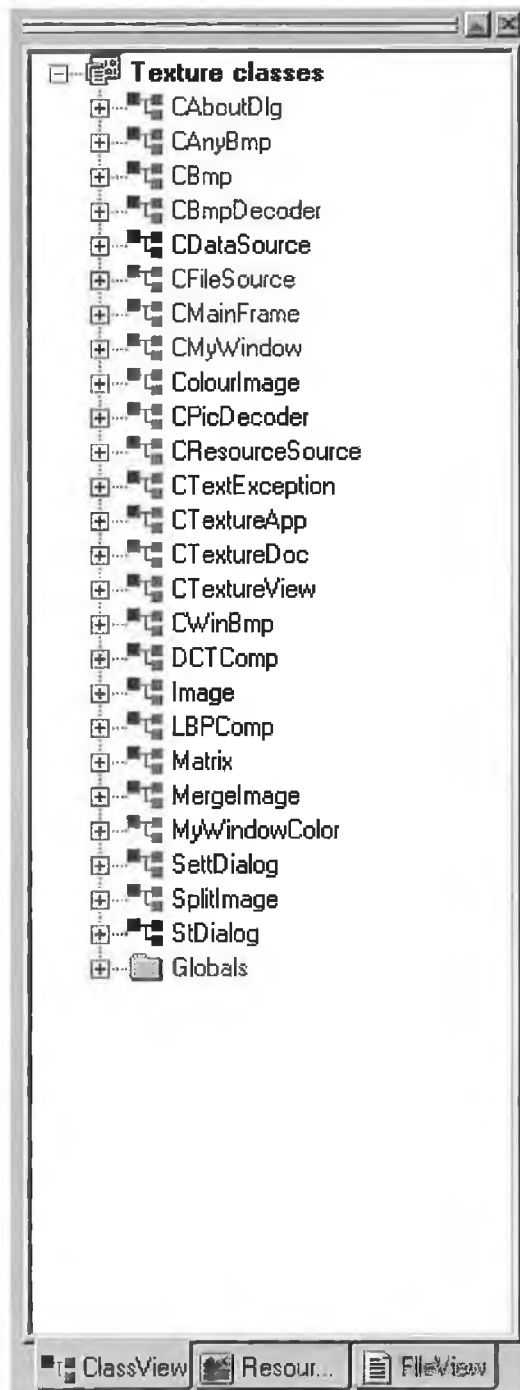 Texture classes
CAboutDlg
CAnyBmp
CBmp
CBmpDecoder
CDataSource
CFileSource
CMainFrame
CMyWindow
ColourImage
CPicDecoder
CResourceSource
CTextException
CTextureApp
CTextureDoc
CTextureView
CWinBmp
DCTComp
Image
LBPComp
Matrix
MergeImage
MyWindowColor
SettDialog
SplitImage
StDialog
Globals
ClassView Resour... FileView